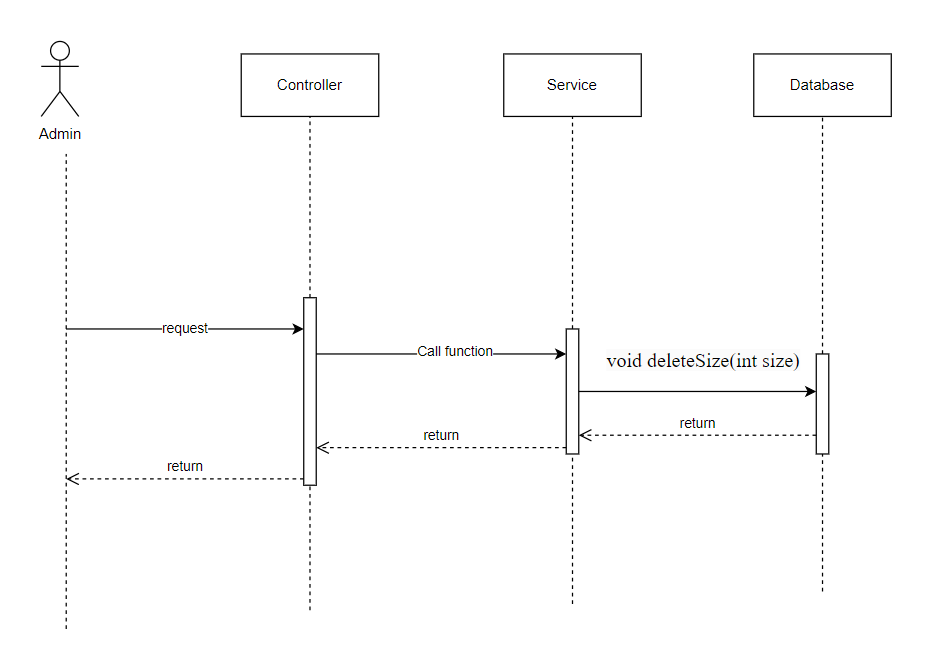 Controller
Service
Database
Admin
request
Call function
void deleteSize(int size)
return
return
return